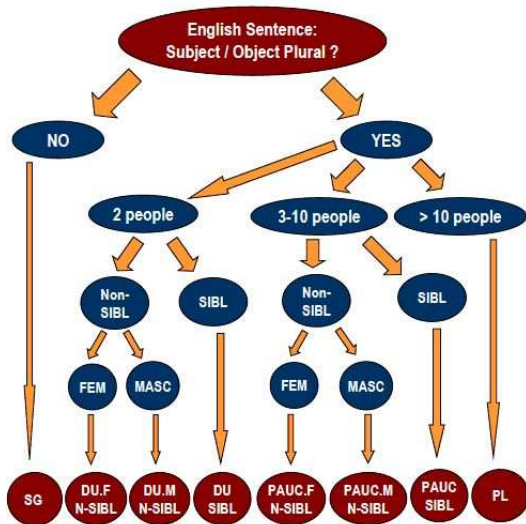 English Sentence:
Subject / Object Plural ?
NO
YES
2 people
3-10 people
> 10 people
Non-
SIBL
SIBL
Non-
SIBL
SIBL
FEM
MASC
FEM
MASC
SG
DU.F
N-SIBL
DU.M
N-SIBL
DU
SIBL
PAUC.F
N-SIBL
PAUC.M
N-SIBL
PAUC
SIBL
PL